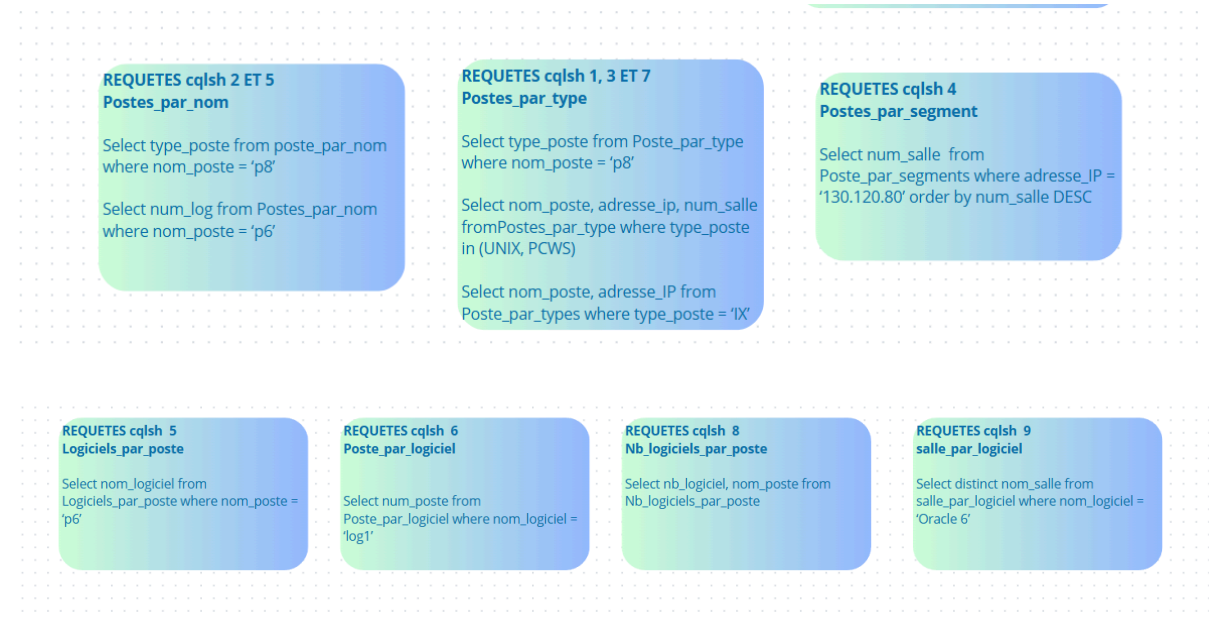 REQUETES cqlsh 2 ET 5
Postes_par_nom
Select type_poste from poste_par_nom
where nom_poste = ‘p8’
Select num_log from Postes_par_nom
where nom_poste = ‘p6’
REQUETES cqlsh 1, 3 ET 7
Postes_par_type
Select type_poste from Poste_par_type
where nom_poste = ‘p8’
Select nom_poste, adresse_ip, num_salle
fromPostes_par_type where type_poste
in (UNIX, PCWS)
Select nom_poste, adresse_IP from
Poste_par_types where type_poste = ‘IX’
REQUETES cqlsh 4
Postes_par_segment
Select num_salle  from
Poste_par_segments where adresse_IP =
‘130.120.80’ order by num_salle DESC
REQUETES cqlsh  5
Logiciels_par_poste
Select nom_logiciel from
Logiciels_par_poste where nom_poste =
‘p6’
REQUETES cqlsh  6
Poste_par_logiciel
Select num_poste from
Poste_par_logiciel where nom_logiciel =
‘log1’
REQUETES cqlsh  8
Nb_logiciels_par_poste
Select nb_logiciel, nom_poste from
Nb_logiciels_par_poste
REQUETES cqlsh  9
salle_par_logiciel
Select distinct nom_salle from
salle_par_logiciel where nom_logiciel =
‘Oracle 6’